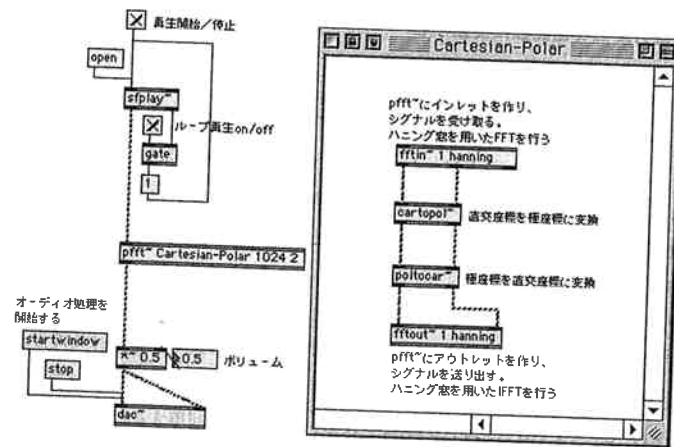 再生開始/停止
open
sfplay~
ループ再生on/off
gate
1
pfft~ Cartesian-Polar 1024 2
オーディオ処理を
開始する
startwindow
stop
*~ 0.5
0.5
ボリューム
dac~
Cartesian-Polar
pfft~にインレットを作り、
シグナルを受け取る。
ハニング窓を用いたFFTを行う
fftin~ 1 hanning
cartopol~
直交座標を極座標に変換
poltocar~
極座標を直交座標に変換
fftout~ 1 hanning
pfft~にアウトレットを作り、
シグナルを送り出す。
ハニング窓を用いたIFFTを行う